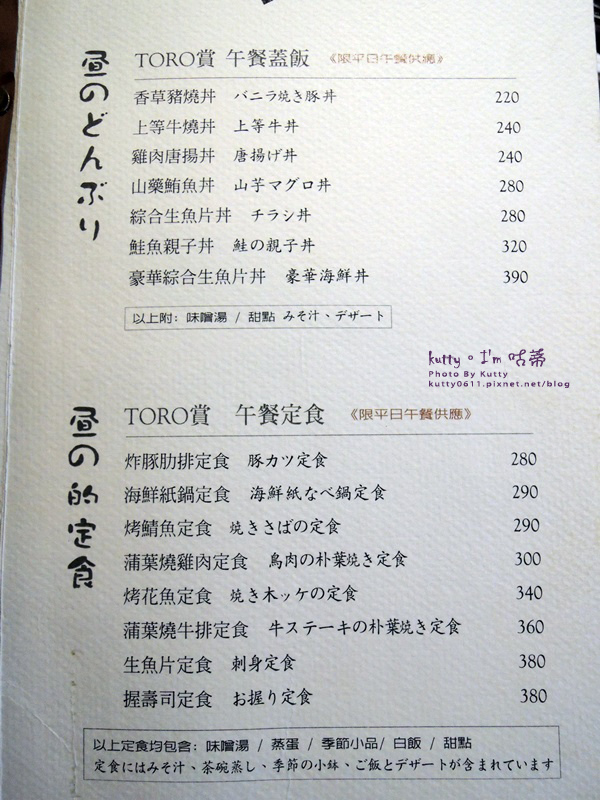 昼のどんぶり
TORO賞 午餐蓋飯 《限平日午餐供應》
香草豬燒丼 バニラ焼き豚丼 220
上等牛燒丼 上等牛丼 240
雞肉唐揚丼 唐揚げ丼 240
山藥鮪魚丼 山芋マグロ丼 280
綜合生魚片丼 チラシ丼 280
鮭魚親子丼 鮭の親子丼 320
豪華綜合生魚片丼 豪華海鮮丼 390
以上附: 味噌湯 / 甜點 みそ汁、デザート
kutty。I'm 咕蒂
Photo By Kutty
kutty0611.pixnet.net/blog
昼の的定食
TORO賞 午餐定食 《限平日午餐供應》
炸豚肋排定食 豚カツ定食 280
海鮮紙鍋定食 海鮮紙なべ鍋定食 290
烤鯖魚定食 焼きさばの定食 290
蒲葉燒雞肉定食 鳥肉の朴葉焼き定食 300
烤花魚定食 焼き木ッケの定食 340
蒲葉燒牛排定食 牛ステーキの朴葉焼き定食 360
生魚片定食 刺身定食 380
握壽司定食 お握り定食 380
以上定食均包含: 味噌湯 / 蒸蛋 / 季節小品/ 白飯 / 甜點
定食にはみそ汁、茶碗蒸し、季節の小鉢、ご飯とデザートが含まれています